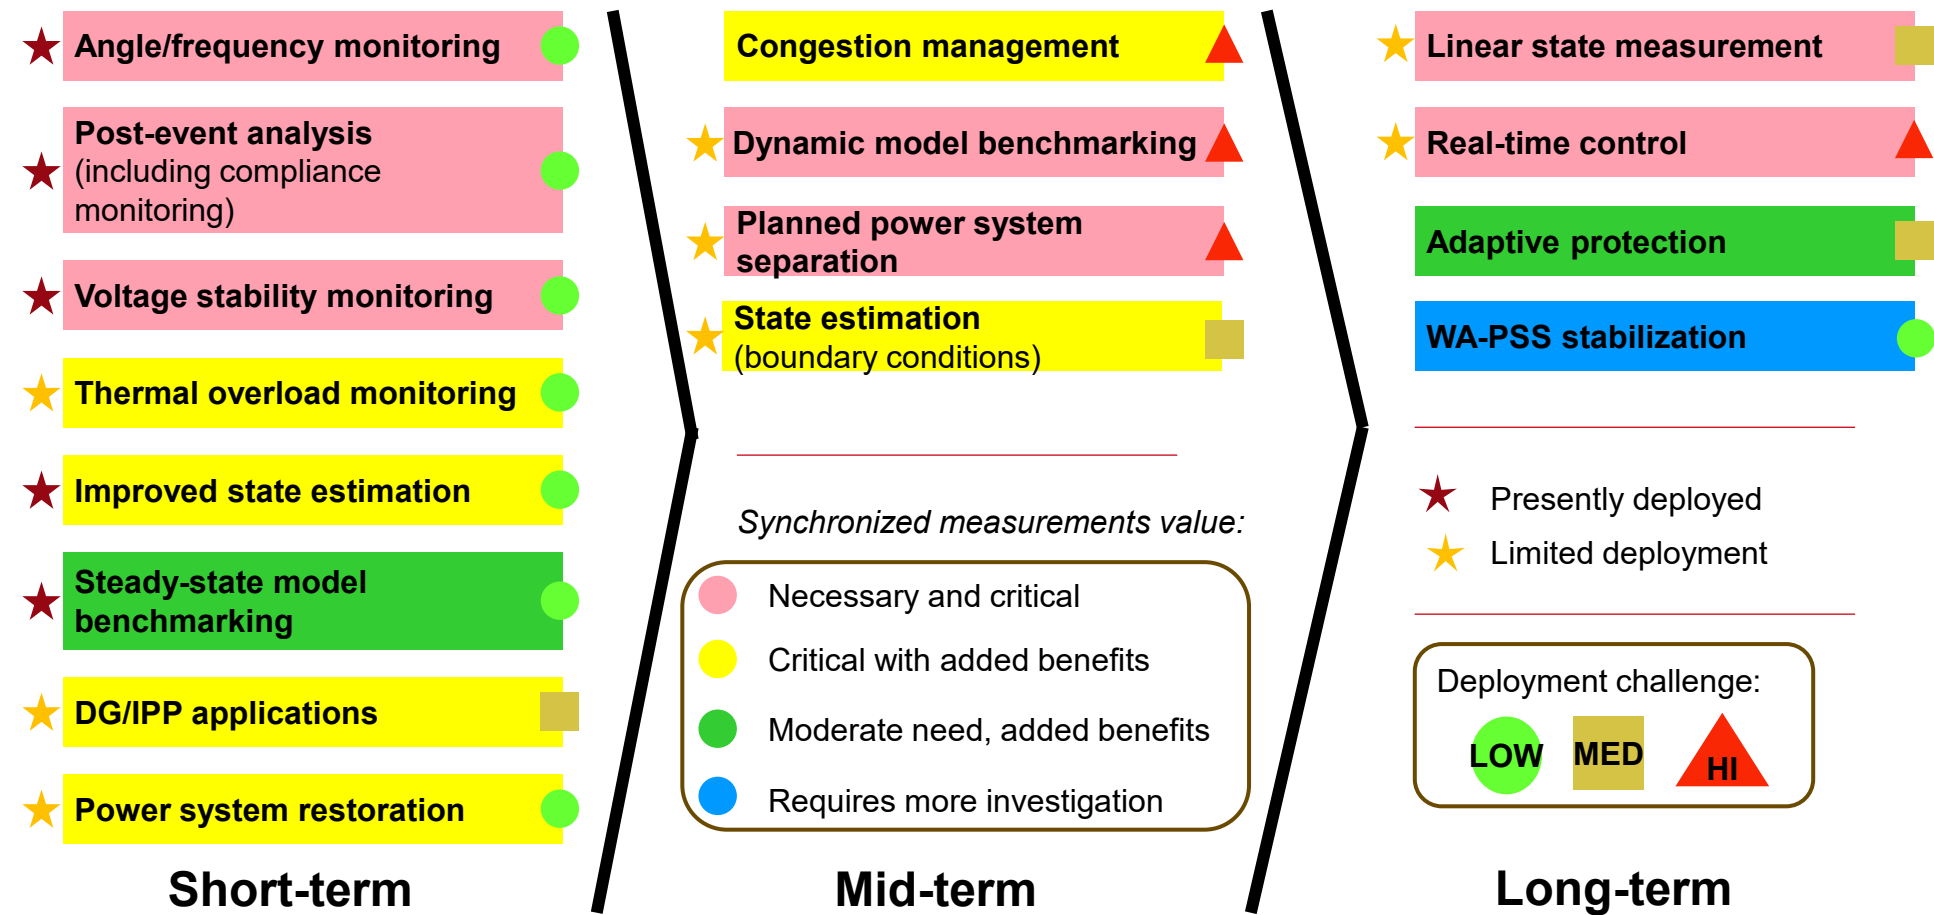 Angle/frequency monitoring
Post-event analysis
(including compliance
monitoring)
Voltage stability monitoring
Thermal overload monitoring
Improved state estimation
Steady-state model
benchmarking
DG/IPP applications
Power system restoration
Short-term
Congestion management
Dynamic model benchmarking
Planned power system
separation
State estimation
(boundary conditions)
Synchronized measurements value:
Necessary and critical
Critical with added benefits
Moderate need, added benefits
Requires more investigation
Mid-term
Linear state measurement
Real-time control
Adaptive protection
WA-PSS stabilization
Presently deployed
Limited deployment
Deployment challenge:
LOW MED HI
Long-term